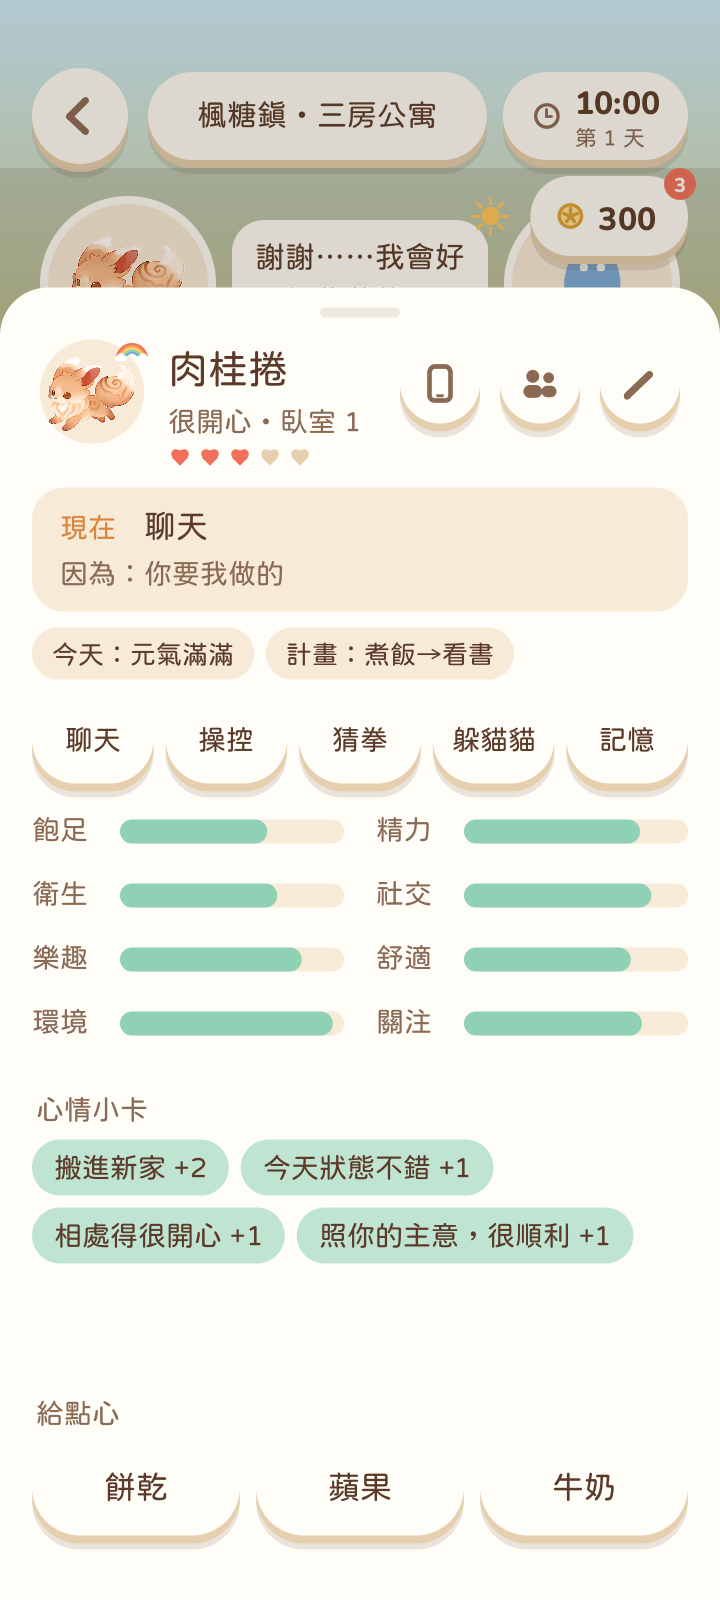 楓糖鎮・三房公寓
10:00
第 1 天
3
300
謝謝……我會好
肉桂捲
很開心・臥室 1
現在 聊天
因為：你要我做的
今天：元氣滿滿 計畫：煮飯→看書
聊天 操控 猜拳 躲貓貓 記憶
飽足 精力
衛生 社交
樂趣 舒適
環境 關注
心情小卡
搬進新家 +2 今天狀態不錯 +1
相處得很開心 +1 照你的主意，很順利 +1
給點心
餅乾 蘋果 牛奶